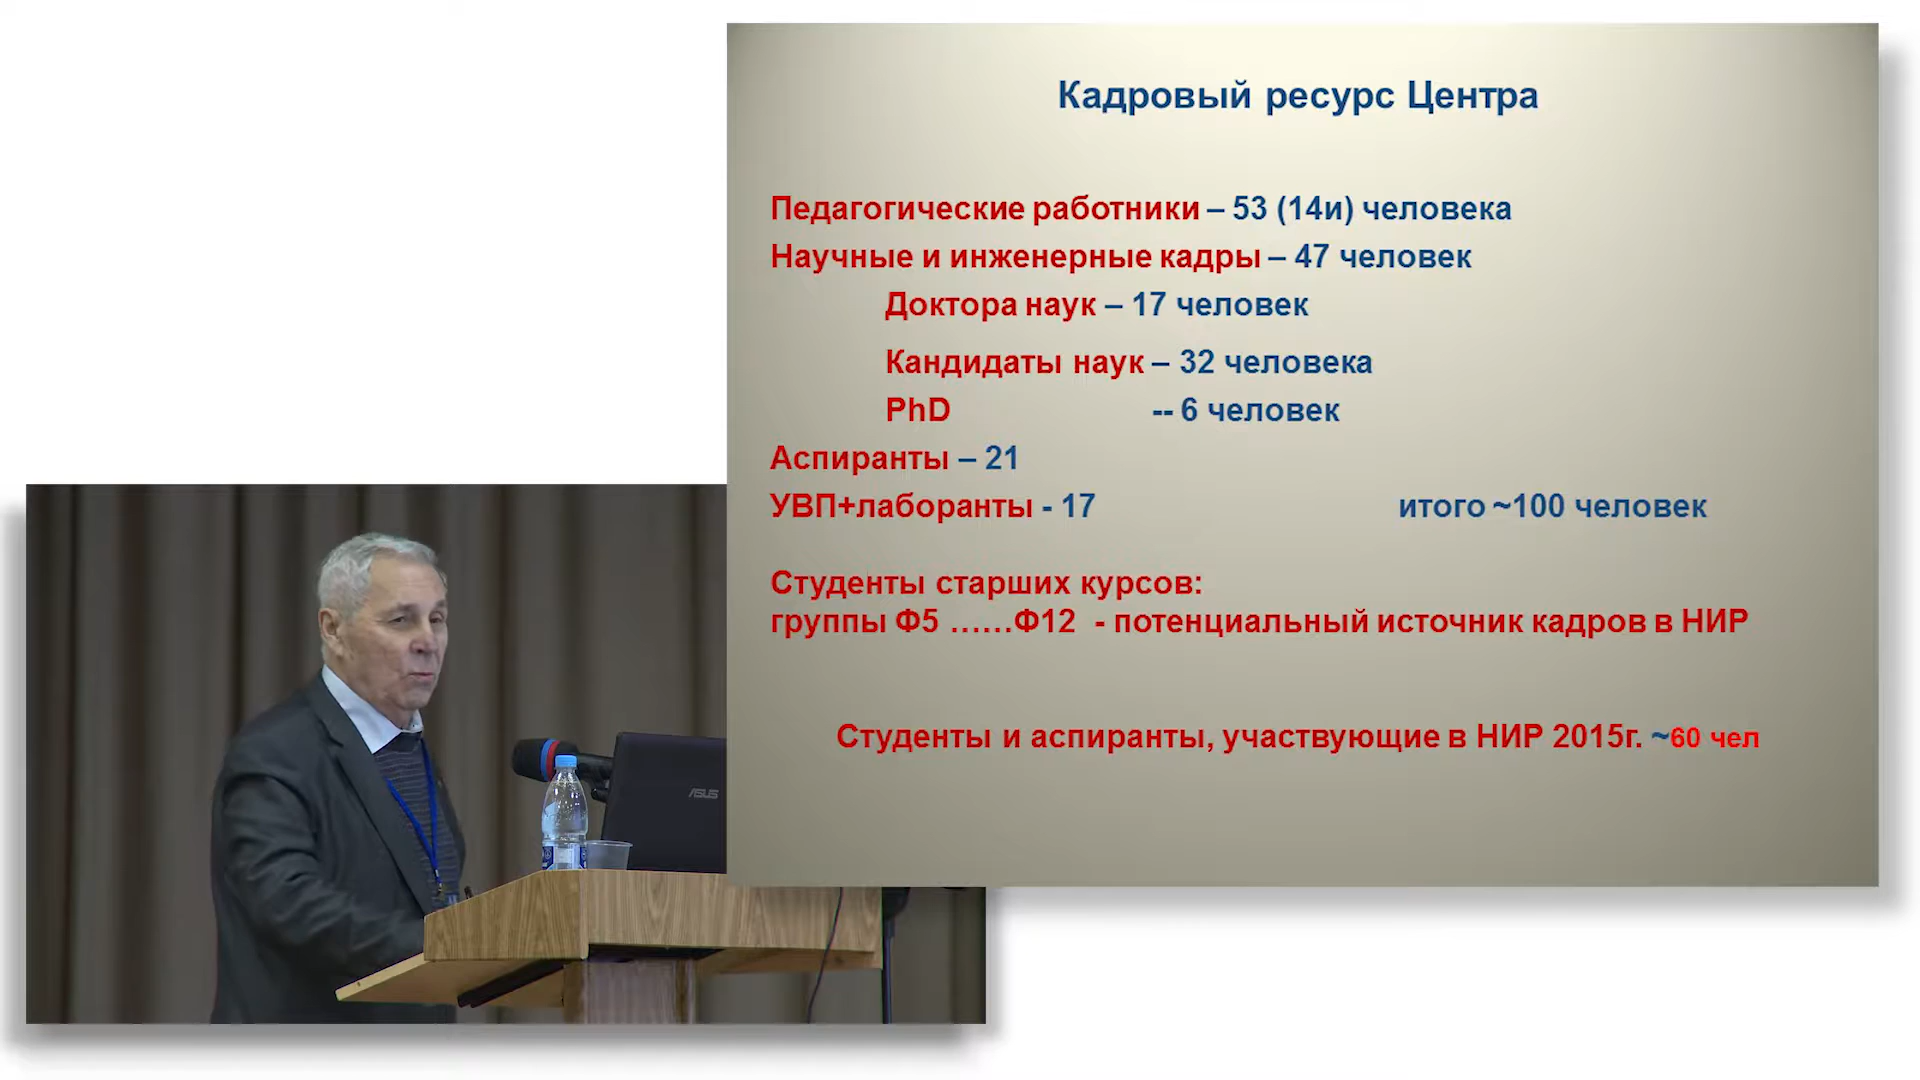 Кадровый ресурс Центра
Педагогические работники – 53 (14и) человека
Научные и инженерные кадры – 47 человек
Доктора наук – 17 человек
Кандидаты наук – 32 человека
PhD -- 6 человек
Аспиранты – 21
УВП+лаборанты - 17 итого ~100 человек
Студенты старших курсов:
группы Ф5 ……Ф12 - потенциальный источник кадров в НИР
Студенты и аспиранты, участвующие в НИР 2015г. ~60 чел
ASUS